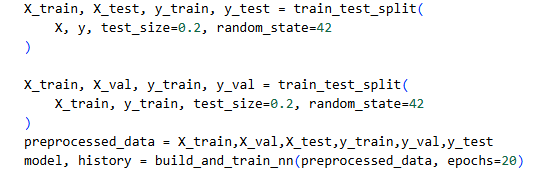 X_train, X_test, y_train, y_test = train_test_split(
    X, y, test_size=0.2, random_state=42
)

X_train, X_val, y_train, y_val = train_test_split(
    X_train, y_train, test_size=0.2, random_state=42
)
preprocessed_data = X_train,X_val,X_test,y_train,y_val,y_test
model, history = build_and_train_nn(preprocessed_data, epochs=20)